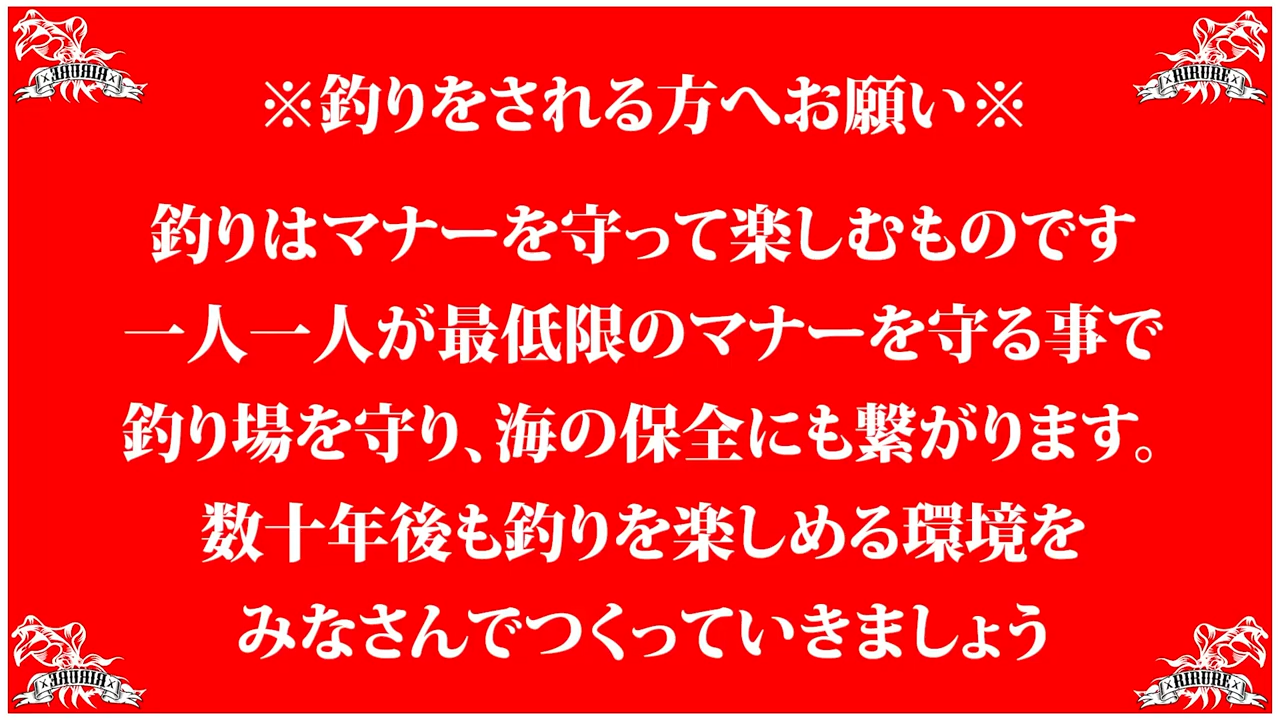 ※釣りをされる方へお願い※
釣りはマナーを守って楽しむものです
一人一人が最低限のマナーを守る事で
釣り場を守り、海の保全にも繋がります。
数十年後も釣りを楽しめる環境を
みなさんでつくっていきましょう
RIRURE
RIRURE